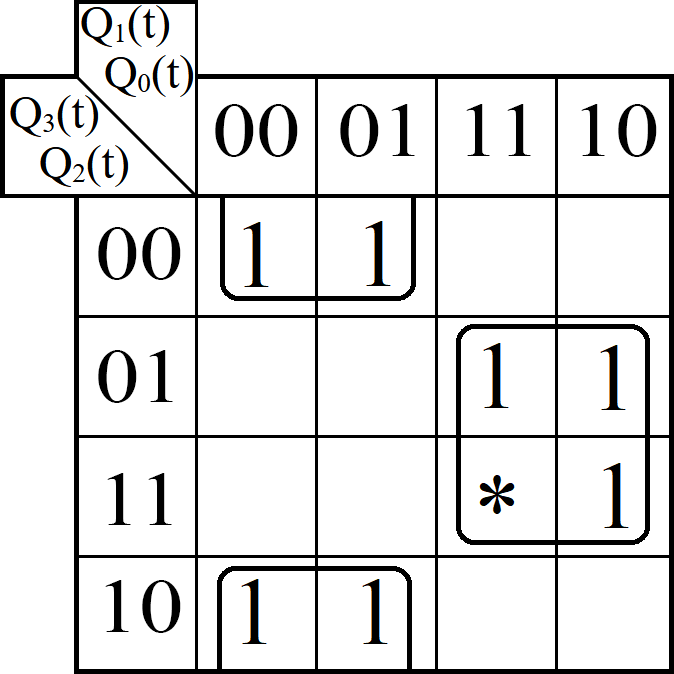 Q₁(t)
Q₀(t)
Q₃(t)
Q₂(t)
00 01 11 10
00 1 1
01 1 1
11 * 1
10 1 1